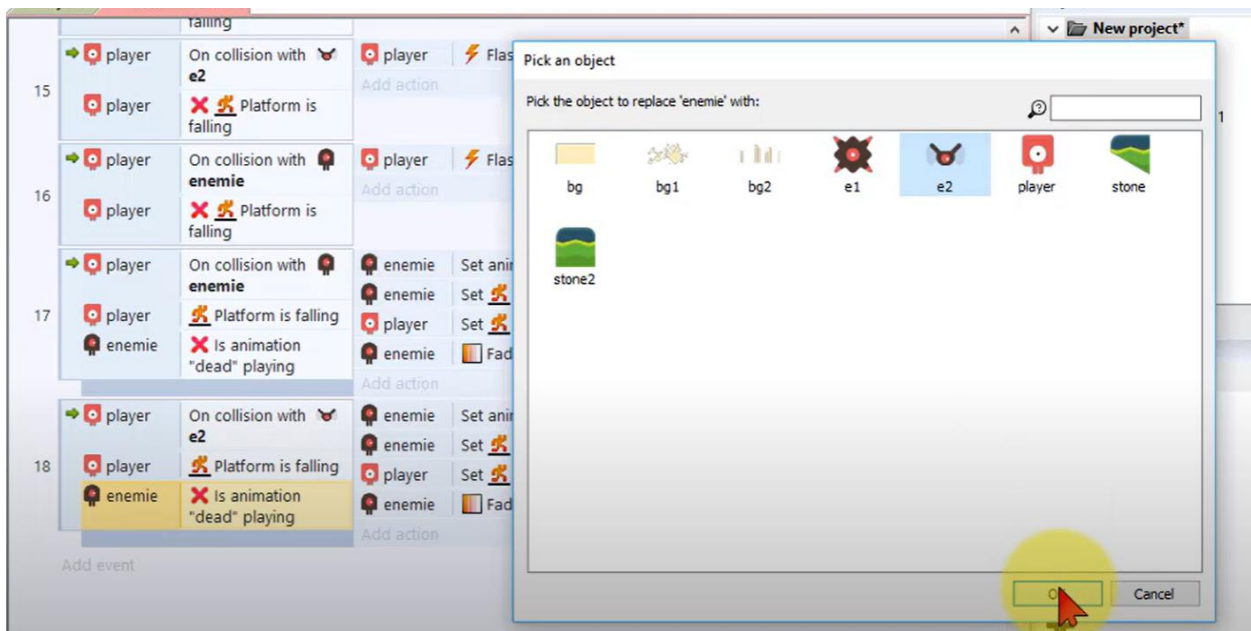 falling
New project*
15
player
On collision with
e2
player
Flas
Add action
player
Platform is
falling
16
player
On collision with
enemie
player
Flas
Add action
player
Platform is
falling
17
player
On collision with
enemie
enemie
Set anir
enemie
Set
player
Platform is falling
player
Set
enemie
Is animation
"dead" playing
enemie
Fad
Add action
18
player
On collision with
e2
enemie
Set anir
enemie
Set
player
Platform is falling
player
Set
enemie
Is animation
"dead" playing
enemie
Fad
Add action
Add event
Pick an object
Pick the object to replace 'enemie' with:
bg
bg1
bg2
e1
e2
player
stone
stone2
Cancel
1